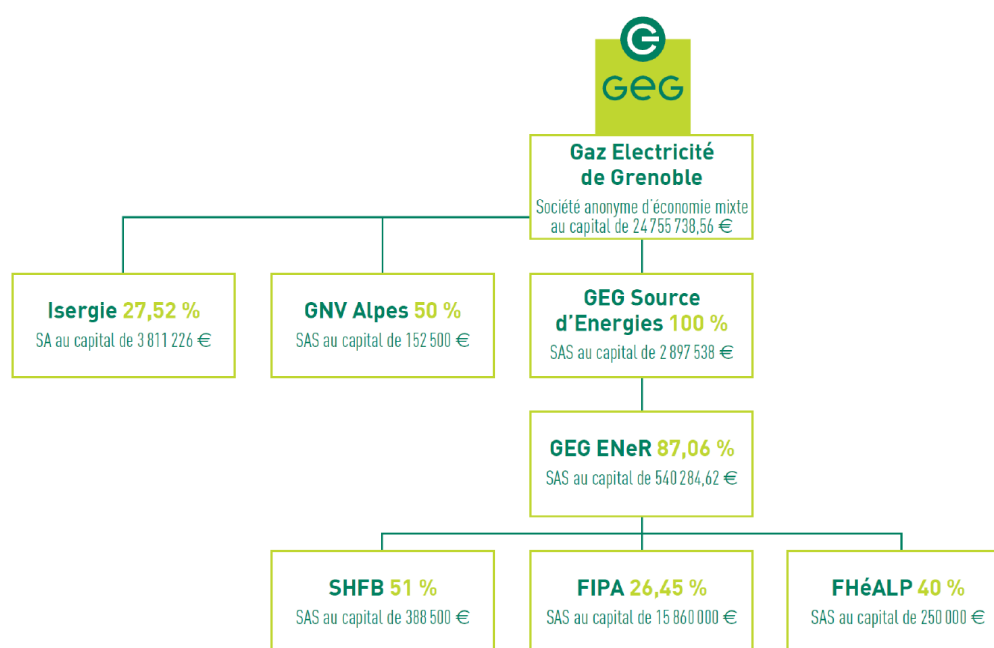 GeG
Gaz Electricité
de Grenoble
Société anonyme d'économie mixte
au capital de 24 755 738,56 €
Isergie 27,52 %
SA au capital de 3 811 226 €
GNV Alpes 50 %
SAS au capital de 152 500 €
GEG Source
d'Energies 100 %
SAS au capital de 2 897 538 €
GEG ENeR 87,06 %
SAS au capital de 540 284,62 €
SHFB 51 %
SAS au capital de 388 500 €
FIPA 26,45 %
SAS au capital de 15 860 000 €
FHéALP 40 %
SAS au capital de 250 000 €